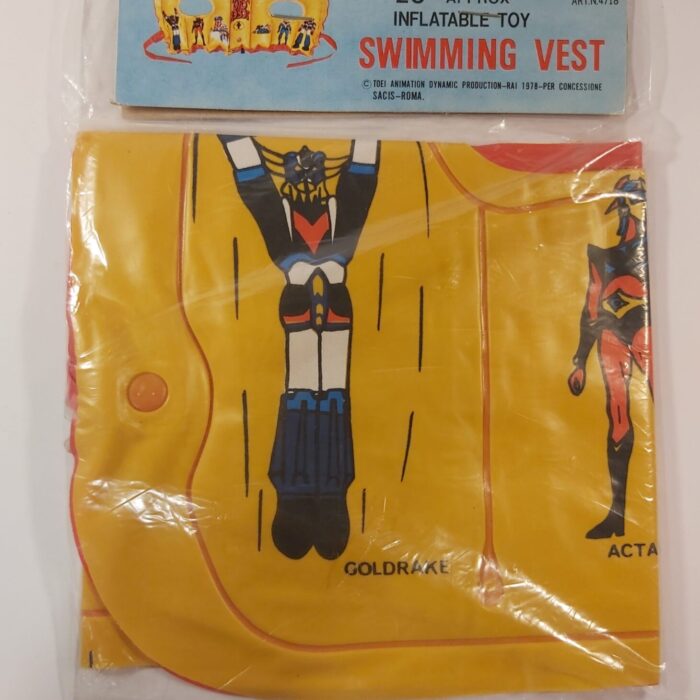 APPROX
ART.N.4718
INFLATABLE TOY
SWIMMING VEST
© TOEI ANIMATION DYNAMIC PRODUCTION–RAI 1978–PER CONCESSIONE
SACIS–ROMA.
GOLDRAKE
ACTA